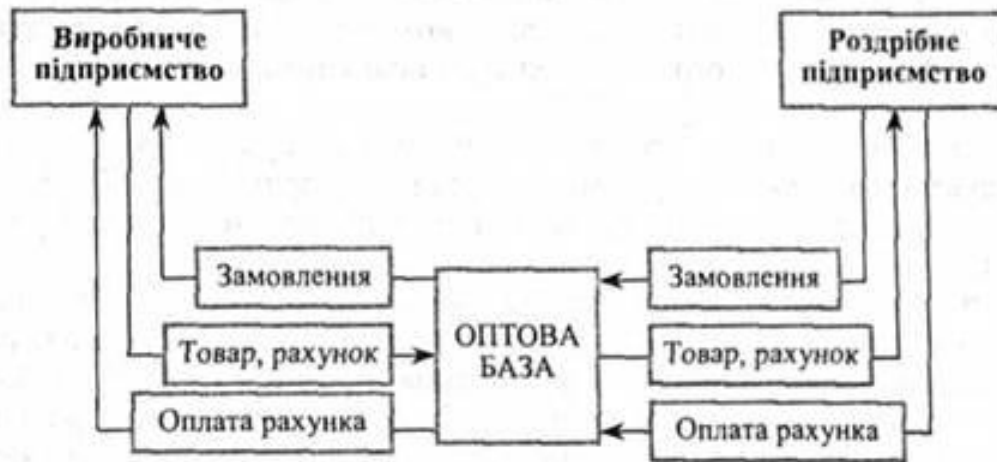 Виробниче
підприємство
Роздрібне
підприємство
Замовлення
Замовлення
ОПТОВА
БАЗА
Товар, рахунок
Товар, рахунок
Оплата рахунка
Оплата рахунка